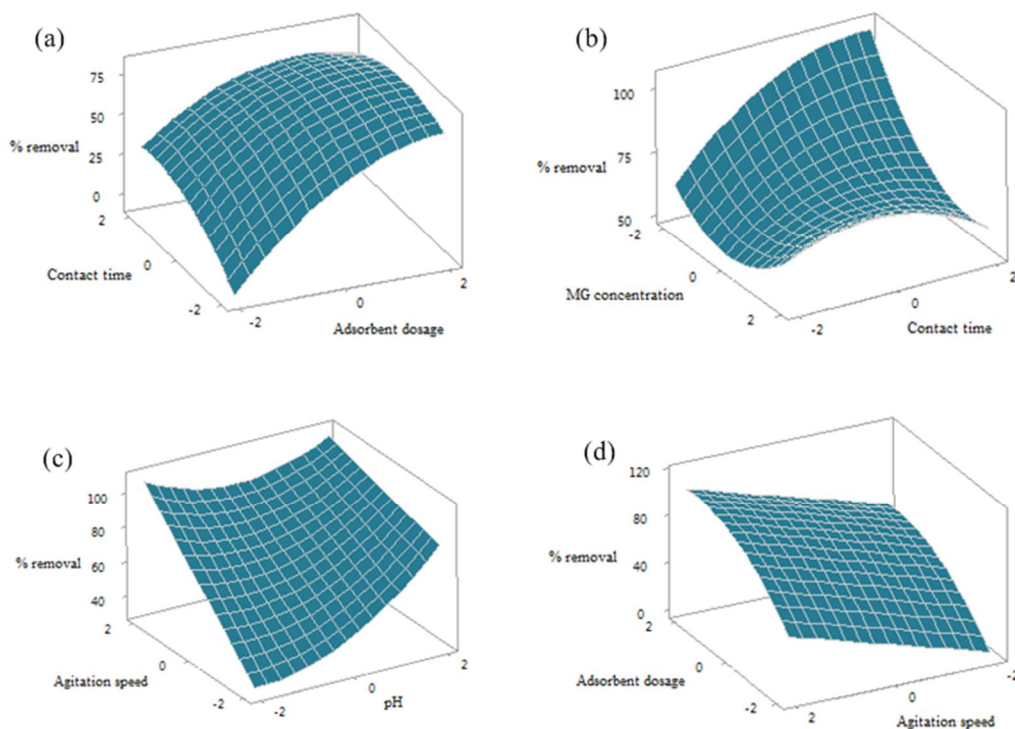 (a)
75
50
% removal
25
0
2
Contact time
0
-2
-2
0
2
Adsorbent dosage
(b)
100
% removal
75
50
-2
MG concentration
0
2
-2
0
2
Contact time
(c)
100
80
% removal
60
40
2
Agitation speed
0
-2
-2
0
2
pH
(d)
120
80
% removal
40
0
2
Adsorbent dosage
0
-2
2
0
-2
Agitation speed